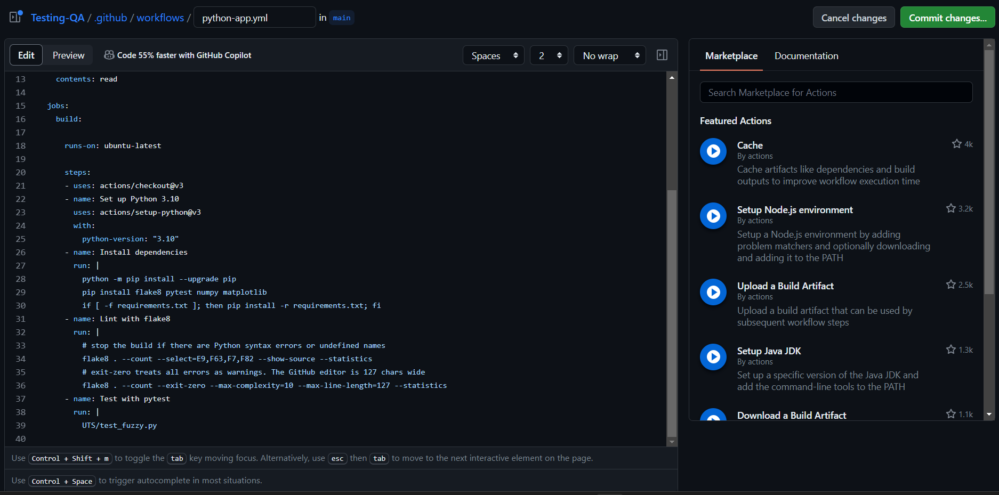 Testing-QA / .github / workflows / python-app.yml in main
Cancel changes
Commit changes...
Edit
Preview
Code 55% faster with GitHub Copilot
Spaces
2
No wrap
13 contents: read
14
15 jobs:
16 build:
17
18 runs-on: ubuntu-latest
19
20 steps:
21 - uses: actions/checkout@v3
22 - name: Set up Python 3.10
23 uses: actions/setup-python@v3
24 with:
25 python-version: "3.10"
26 - name: Install dependencies
27 run: |
28 python -m pip install --upgrade pip
29 pip install flake8 pytest numpy matplotlib
30 if [ -f requirements.txt ]; then pip install -r requirements.txt; fi
31 - name: Lint with flake8
32 run: |
33 # stop the build if there are Python syntax errors or undefined names
34 flake8 . --count --select=E9,F63,F7,F82 --show-source --statistics
35 # exit-zero treats all errors as warnings. The GitHub editor is 127 chars wide
36 flake8 . --count --exit-zero --max-complexity=10 --max-line-length=127 --statistics
37 - name: Test with pytest
38 run: |
39 UTS/test_fuzzy.py
40
Use Control + Shift + m to toggle the tab key moving focus. Alternatively, use esc then tab to move to the next interactive element on the page.
Use Control + Space to trigger autocomplete in most situations.
Marketplace
Documentation
Search Marketplace for Actions
Featured Actions
Cache
4k
By actions
Cache artifacts like dependencies and build
outputs to improve workflow execution time
Setup Node.js environment
3.2k
By actions
Setup a Node.js environment by adding
problem matchers and optionally downloading
and adding it to the PATH
Upload a Build Artifact
2.5k
By actions
Upload a build artifact that can be used by
subsequent workflow steps
Setup Java JDK
1.3k
By actions
Set up a specific version of the Java JDK and
add the command-line tools to the PATH
Download a Build Artifact
1.1k